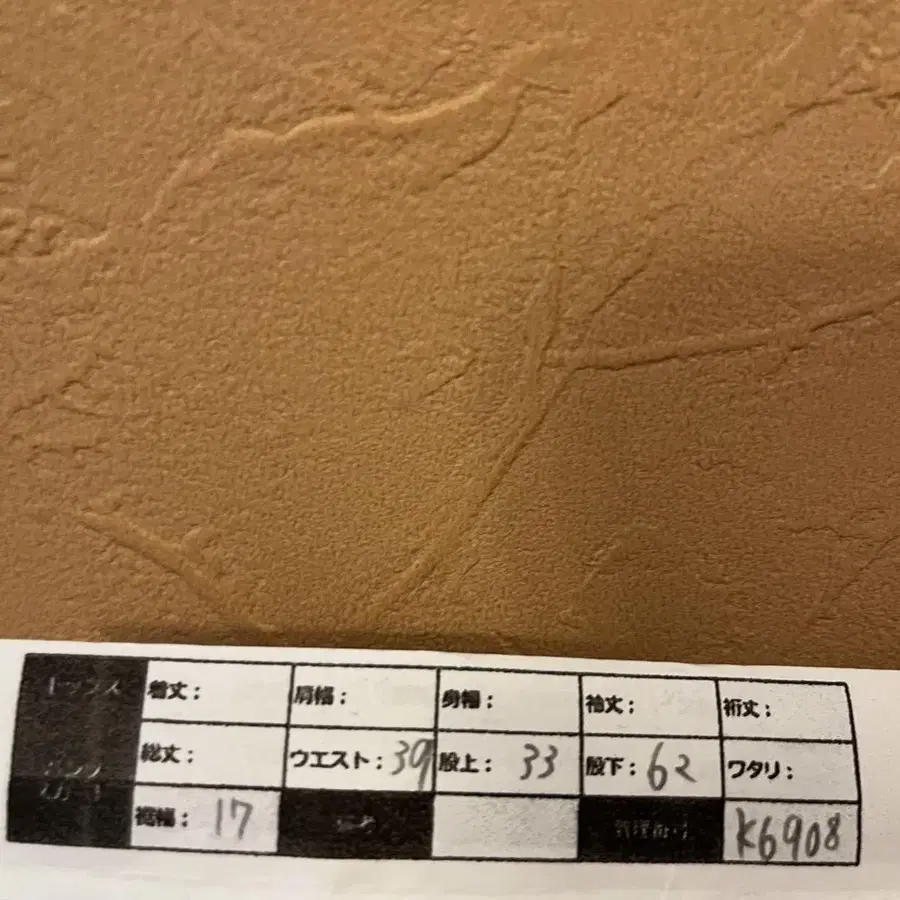 トップス 着丈： 肩幅： 身幅： 袖丈： 裄丈：
総丈： ウエスト：39 股上：33 股下：62 ワタリ：
裾幅：17 管理番号 K6908